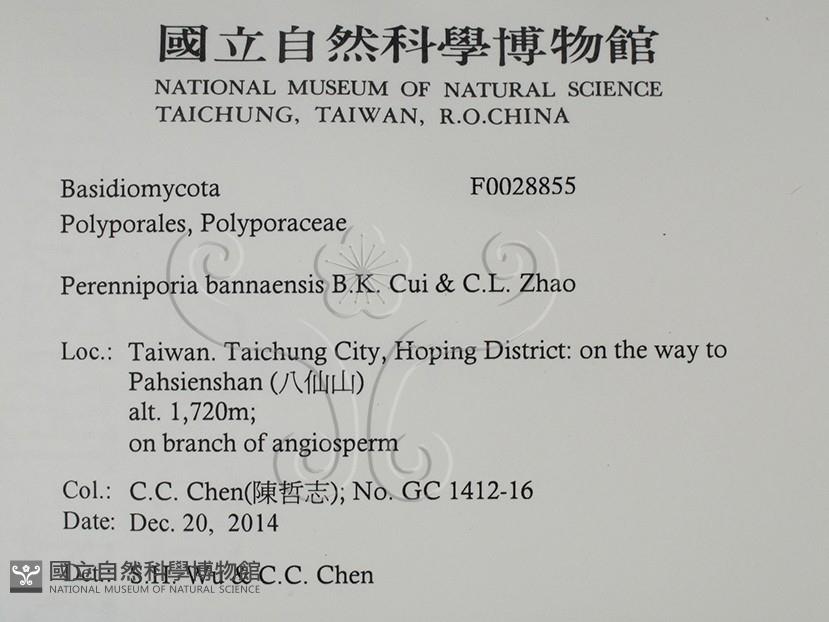 國立自然科學博物館
NATIONAL MUSEUM OF NATURAL SCIENCE
TAICHUNG, TAIWAN, R.O.CHINA
Basidiomycota F0028855
Polyporales, Polyporaceae
Perenniporia bannaensis B.K. Cui & C.L. Zhao
Loc.: Taiwan. Taichung City, Hoping District: on the way to
Pahsienshan (八仙山)
alt. 1,720m;
on branch of angiosperm
Col.: C.C. Chen(陳哲志); No. GC 1412-16
Date: Dec. 20, 2014
Det.: S.H. Wu & C.C. Chen
國立自然科學博物館
NATIONAL MUSEUM OF NATURAL SCIENCE